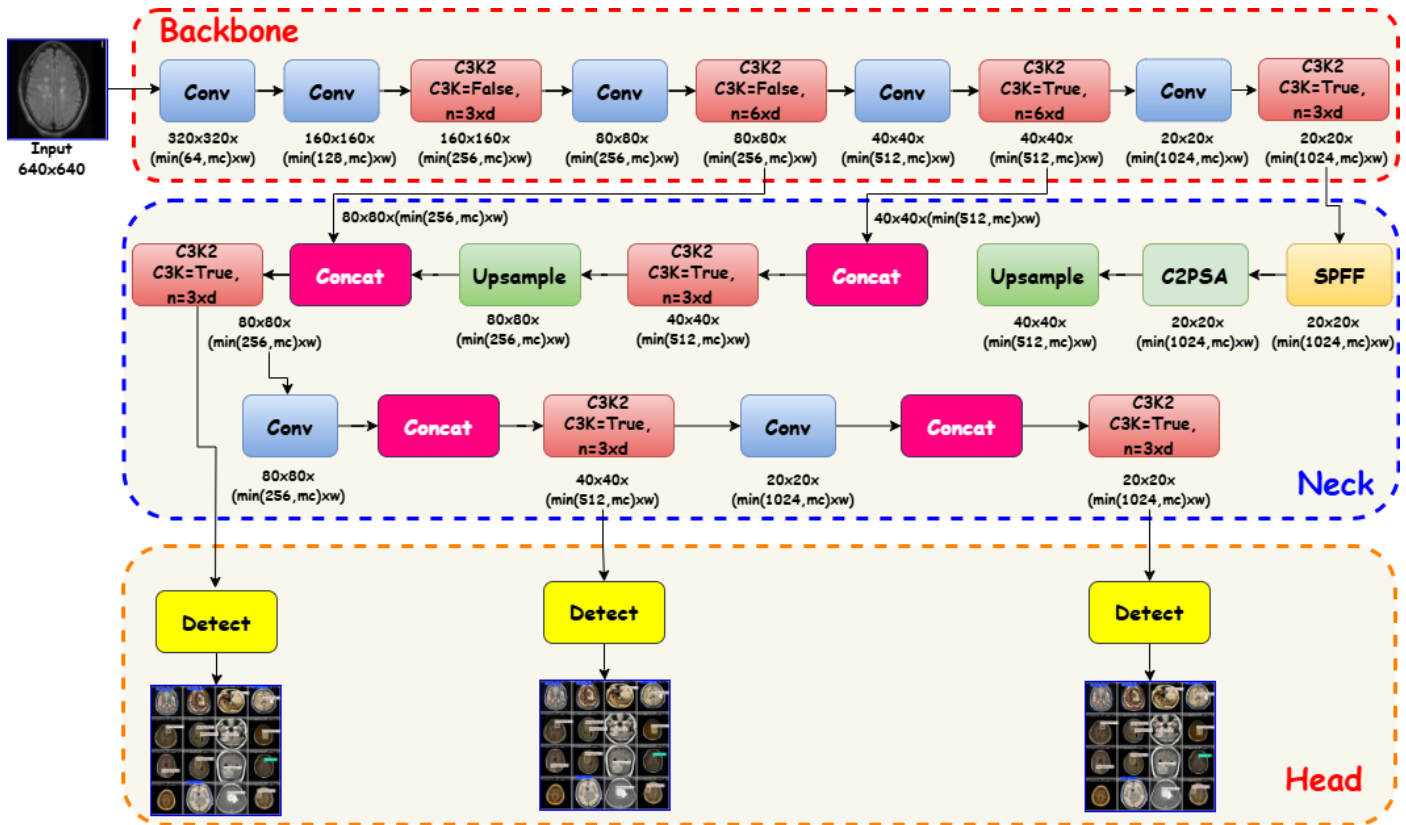 Backbone
Input
640x640
Conv
320x320x
(min(64,mc)xw)
Conv
160x160x
(min(128,mc)xw)
C3K2
C3K=False,
n=3xd
160x160x
(min(256,mc)xw)
Conv
80x80x
(min(256,mc)xw)
C3K2
C3K=False,
n=6xd
80x80x
(min(256,mc)xw)
Conv
40x40x
(min(512,mc)xw)
C3K2
C3K=True,
n=6xd
40x40x
(min(512,mc)xw)
Conv
20x20x
(min(1024,mc)xw)
C3K2
C3K=True,
n=3xd
20x20x
(min(1024,mc)xw)
80x80x(min(256,mc)xw)
40x40x(min(512,mc)xw)
C3K2
C3K=True,
n=3xd
Concat
80x80x
(min(256,mc)xw)
Upsample
80x80x
(min(256,mc)xw)
C3K2
C3K=True,
n=3xd
40x40x
(min(512,mc)xw)
Concat
Upsample
40x40x
(min(512,mc)xw)
C2PSA
20x20x
(min(1024,mc)xw)
SPFF
20x20x
(min(1024,mc)xw)
Conv
80x80x
(min(256,mc)xw)
Concat
C3K2
C3K=True,
n=3xd
40x40x
(min(512,mc)xw)
Conv
20x20x
(min(1024,mc)xw)
Concat
C3K2
C3K=True,
n=3xd
20x20x
(min(1024,mc)xw)
Neck
Detect
Detect
Detect
Head